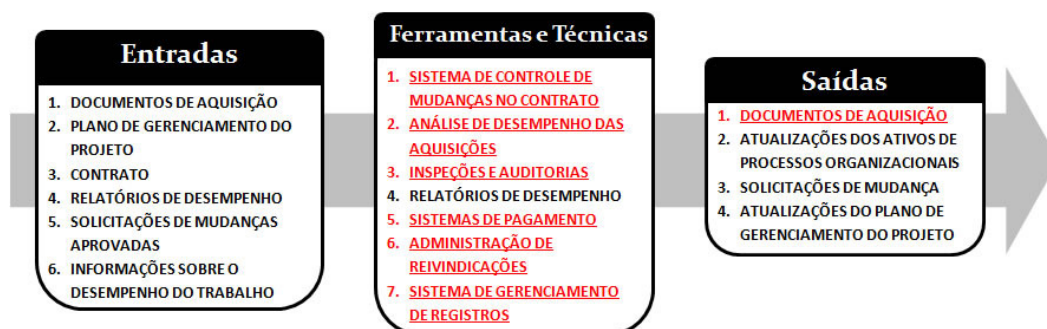 Entradas
1. DOCUMENTOS DE AQUISIÇÃO
2. PLANO DE GERENCIAMENTO DO
PROJETO
3. CONTRATO
4. RELATÓRIOS DE DESEMPENHO
5. SOLICITAÇÕES DE MUDANÇAS
APROVADAS
6. INFORMAÇÕES SOBRE O
DESEMPENHO DO TRABALHO
Ferramentas e Técnicas
1. SISTEMA DE CONTROLE DE
MUDANÇAS NO CONTRATO
2. ANÁLISE DE DESEMPENHO DAS
AQUISIÇÕES
3. INSPEÇÕES E AUDITORIAS
4. RELATÓRIOS DE DESEMPENHO
5. SISTEMAS DE PAGAMENTO
6. ADMINISTRAÇÃO DE
REIVINDICAÇÕES
7. SISTEMA DE GERENCIAMENTO
DE REGISTROS
Saídas
1. DOCUMENTOS DE AQUISIÇÃO
2. ATUALIZAÇÕES DOS ATIVOS DE
PROCESSOS ORGANIZACIONAIS
3. SOLICITAÇÕES DE MUDANÇA
4. ATUALIZAÇÕES DO PLANO DE
GERENCIAMENTO DO PROJETO